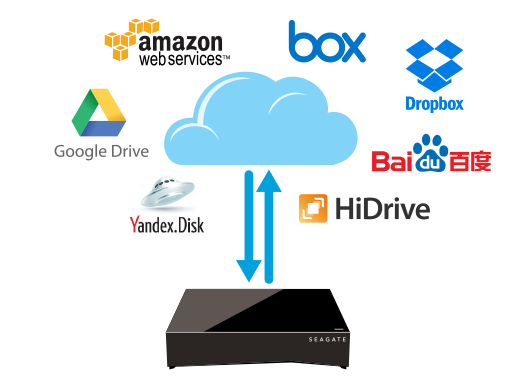 amazon
web services™
box
Dropbox
Google Drive
Bai du 百度
Yandex.Disk
HiDrive
SEAGATE